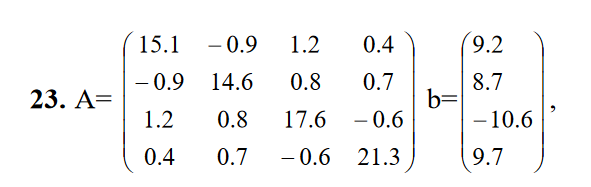 15.1 −0.9 1.2 0.4 9.2
−0.9 14.6 0.8 0.7 8.7
23. A= b= ,
1.2 0.8 17.6 −0.6 −10.6
0.4 0.7 −0.6 21.3 9.7